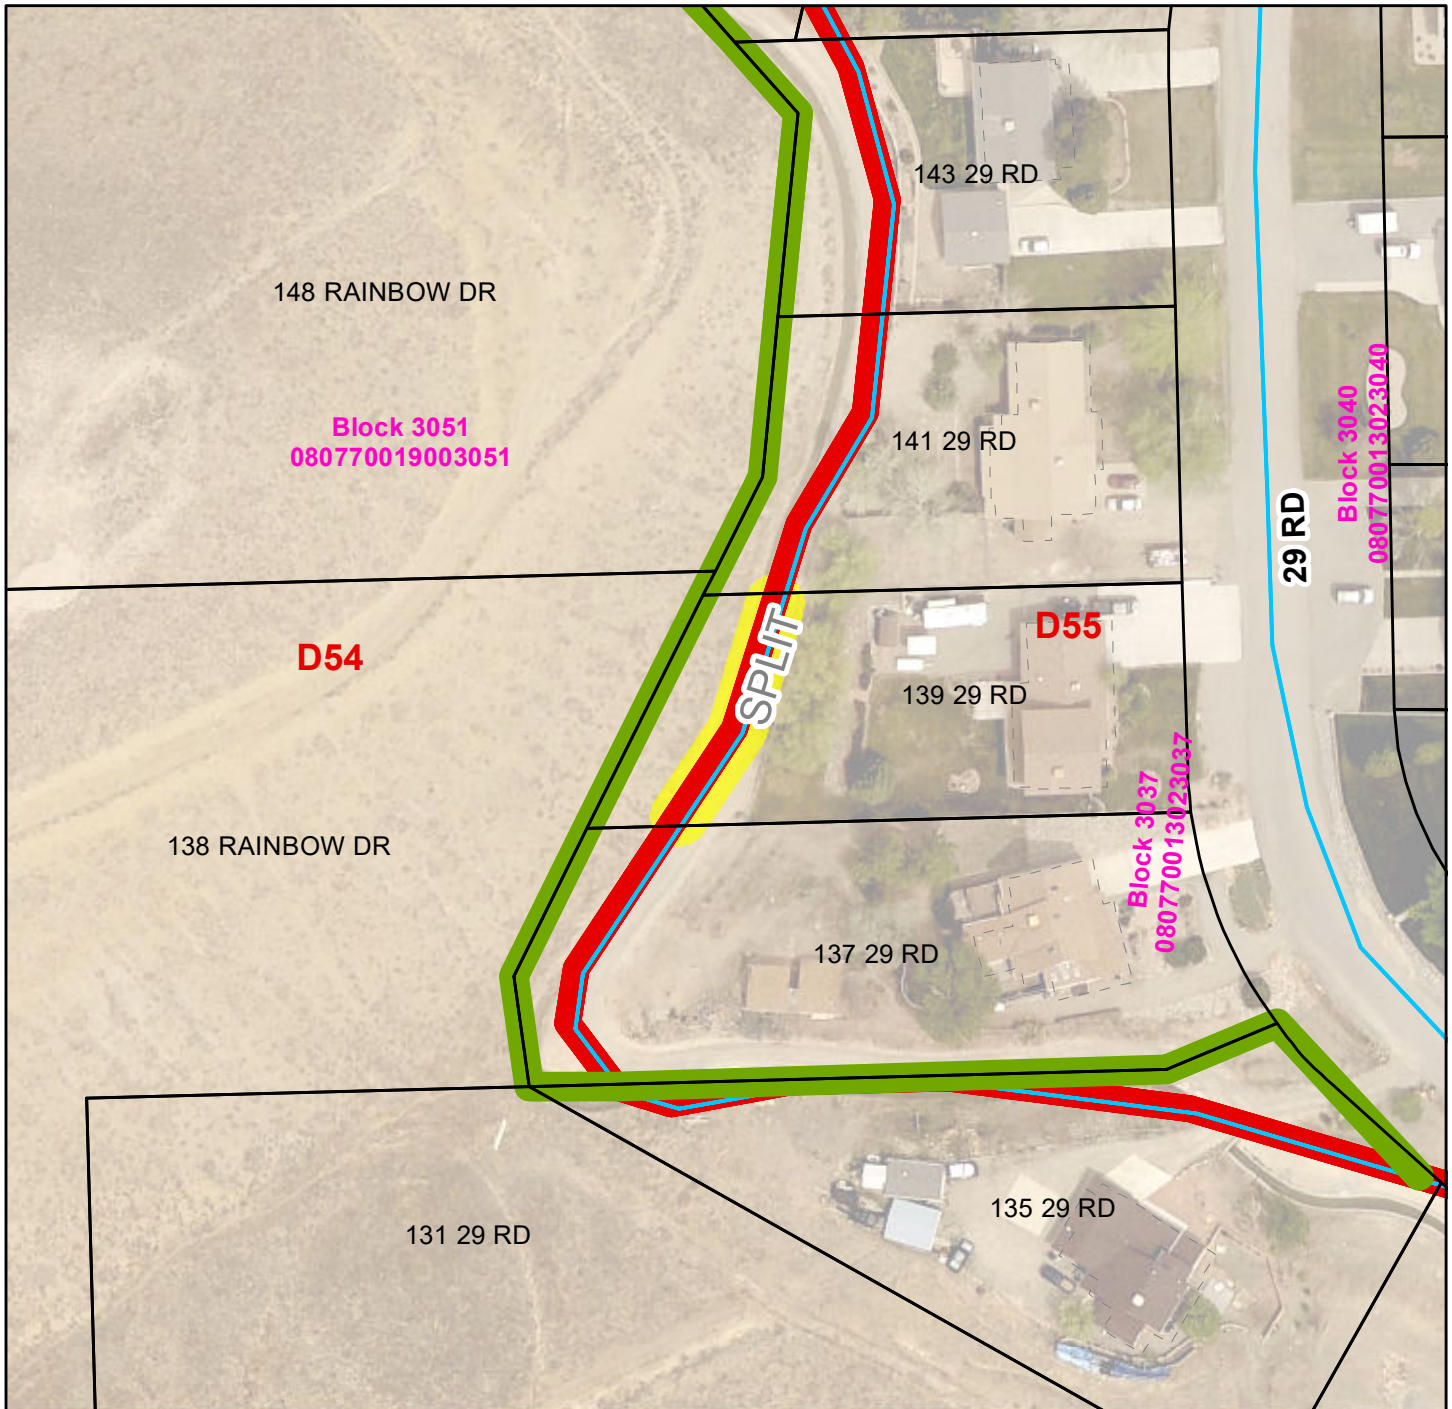 143 29 RD
148 RAINBOW DR
Block 3051
080770019003051
141 29 RD
Block 3040
080770013023040
29 RD
SPLIT
D54
D55
139 29 RD
Block 3037
080770013023037
138 RAINBOW DR
137 29 RD
131 29 RD
135 29 RD